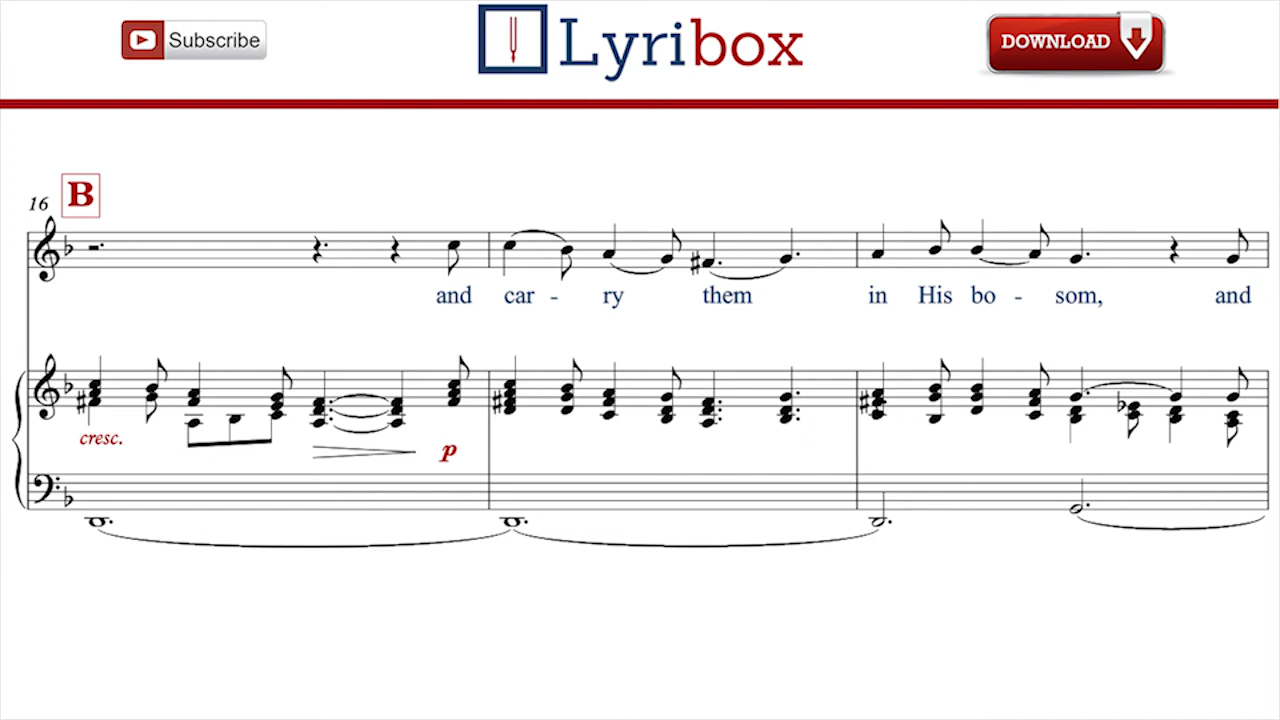 Subscribe
Lyribox
DOWNLOAD
16 B
and car - ry them in His bo - som, and
cresc.
p